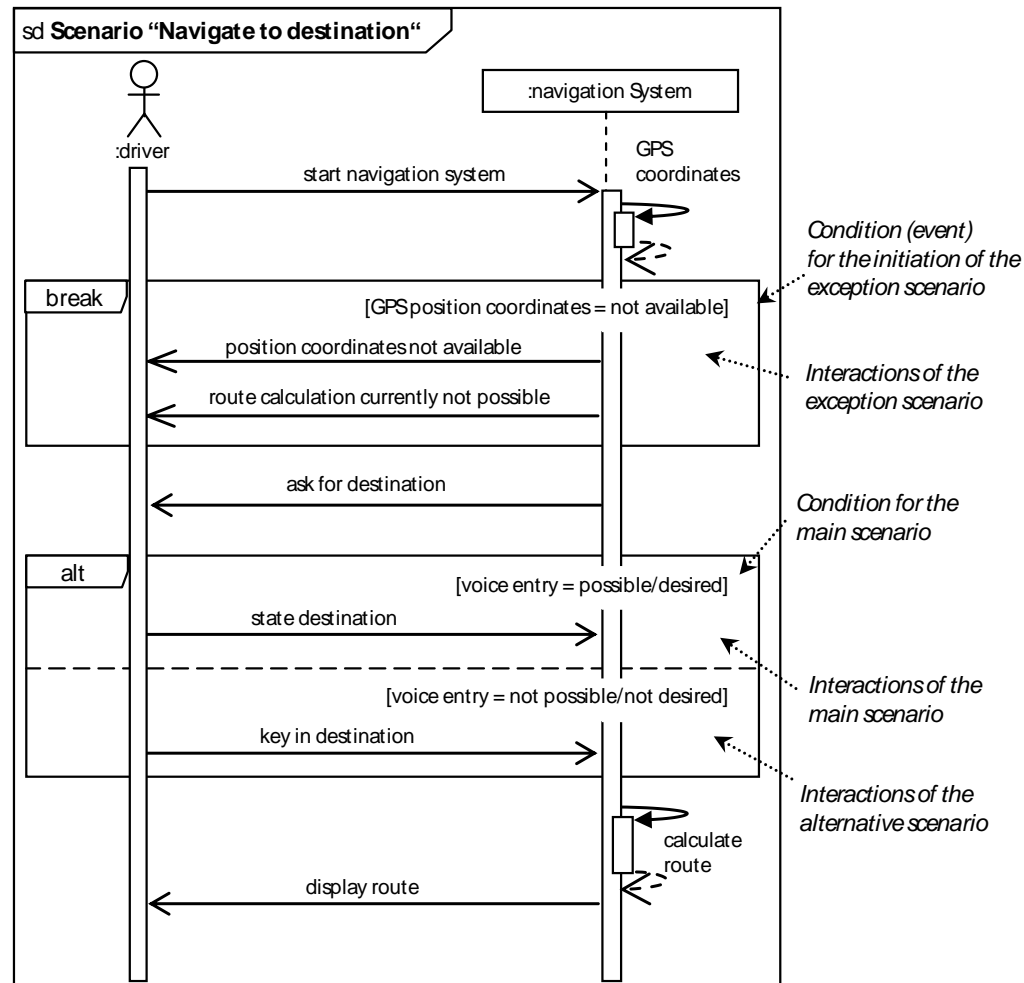 sd Scenario “Navigate to destination“
:navigation System
:driver
GPS
coordinates
start navigation system
Condition (event)
for the initiation of the
exception scenario
break
[GPS position coordinates = not available]
position coordinates not available
Interactions of the
exception scenario
route calculation currently not possible
ask for destination
Condition for the
main scenario
alt
[voice entry = possible/desired]
state destination
Interactions of the
main scenario
[voice entry = not possible/not desired]
key in destination
Interactions of the
alternative scenario
calculate
route
display route